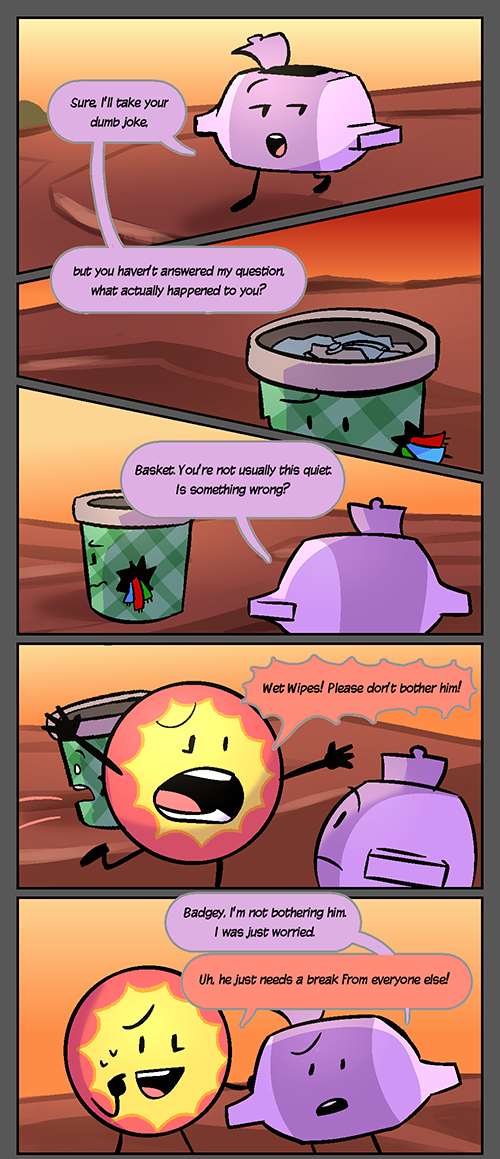 Sure. I'll take your
dumb joke,
but you haven't answered my question,
what actually happened to you?
Basket. You're not usually this quiet.
Is something wrong?
Wet Wipes! Please don't bother him!
Badgey, I'm not bothering him.
I was just worried.
Uh, he just needs a break from everyone else!